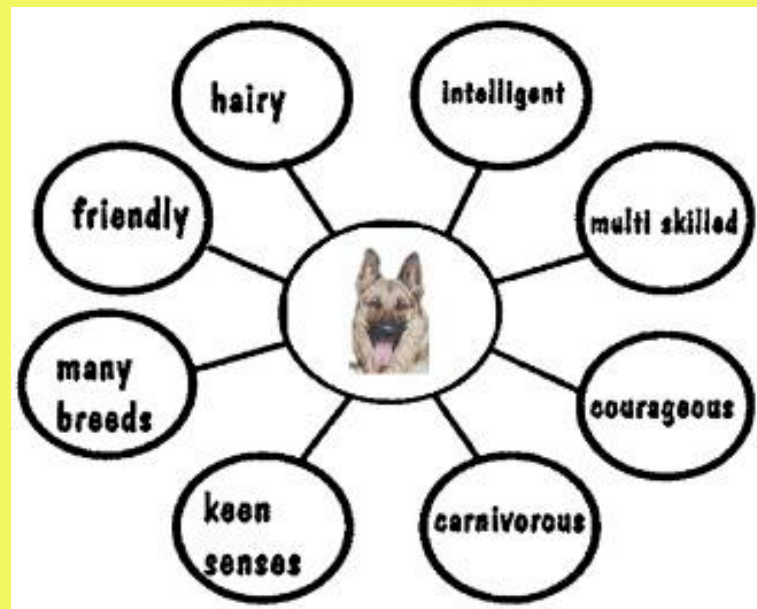 hairy
intelligent
friendly
multi skilled
many
breeds
courageous
keen
senses
carnivorous